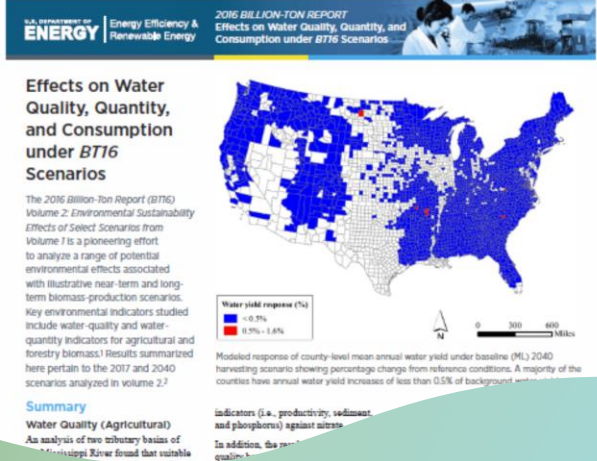 U.S. DEPARTMENT OF
ENERGY
Energy Efficiency &
Renewable Energy
2016 BILLION-TON REPORT
Effects on Water Quality, Quantity, and
Consumption under BT16 Scenarios
Effects on Water
Quality, Quantity,
and Consumption
under BT16
Scenarios
The 2016 Billion-Ton Report (BT16)
Volume 2: Environmental Sustainability
Effects of Select Scenarios from
Volume 1 is a pioneering effort
to analyze a range of potential
environmental effects associated
with illustrative near-term and long-
term biomass-production scenarios.
Key environmental indicators studied
include water-quality and water-
quantity indicators for agricultural and
forestry biomass.1 Results summarized
here pertain to the 2017 and 2040
scenarios analyzed in volume 2.2
Summary
Water Quality (Agricultural)
An analysis of two tributary basins of
Mississippi River found that suitable
Water yield response (%)
< 0.5%
0.5% - 1.6%
N
0 300 600
Miles
Modeled response of county-level mean annual water yield under baseline (ML) 2040
harvesting scenario showing percentage change from reference conditions. A majority of the
counties have annual water yield increases of less than 0.5% of background water
indicators (i.e., productivity, sediment,
and phosphorus) against nitrate
In addition, the
quality